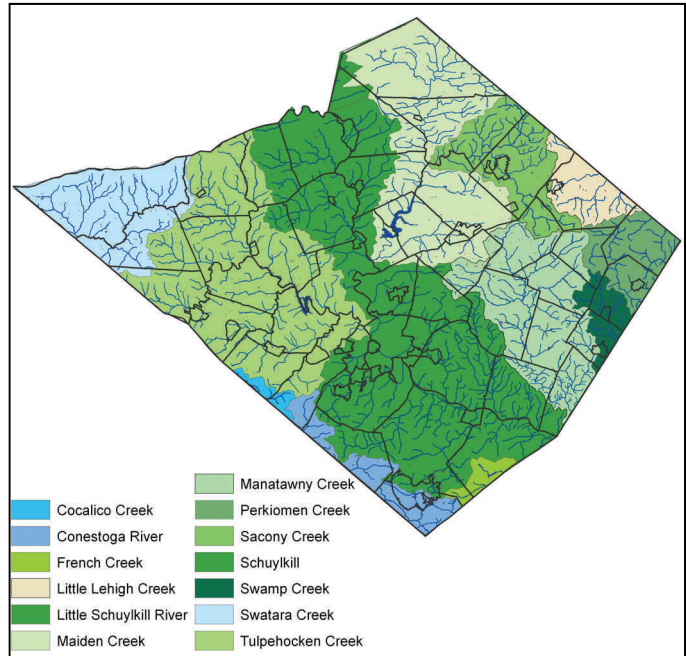 Cocalico Creek
Conestoga River
French Creek
Little Lehigh Creek
Little Schuylkill River
Maiden Creek
Manatawny Creek
Perkiomen Creek
Sacony Creek
Schuylkill
Swamp Creek
Swatara Creek
Tulpehocken Creek